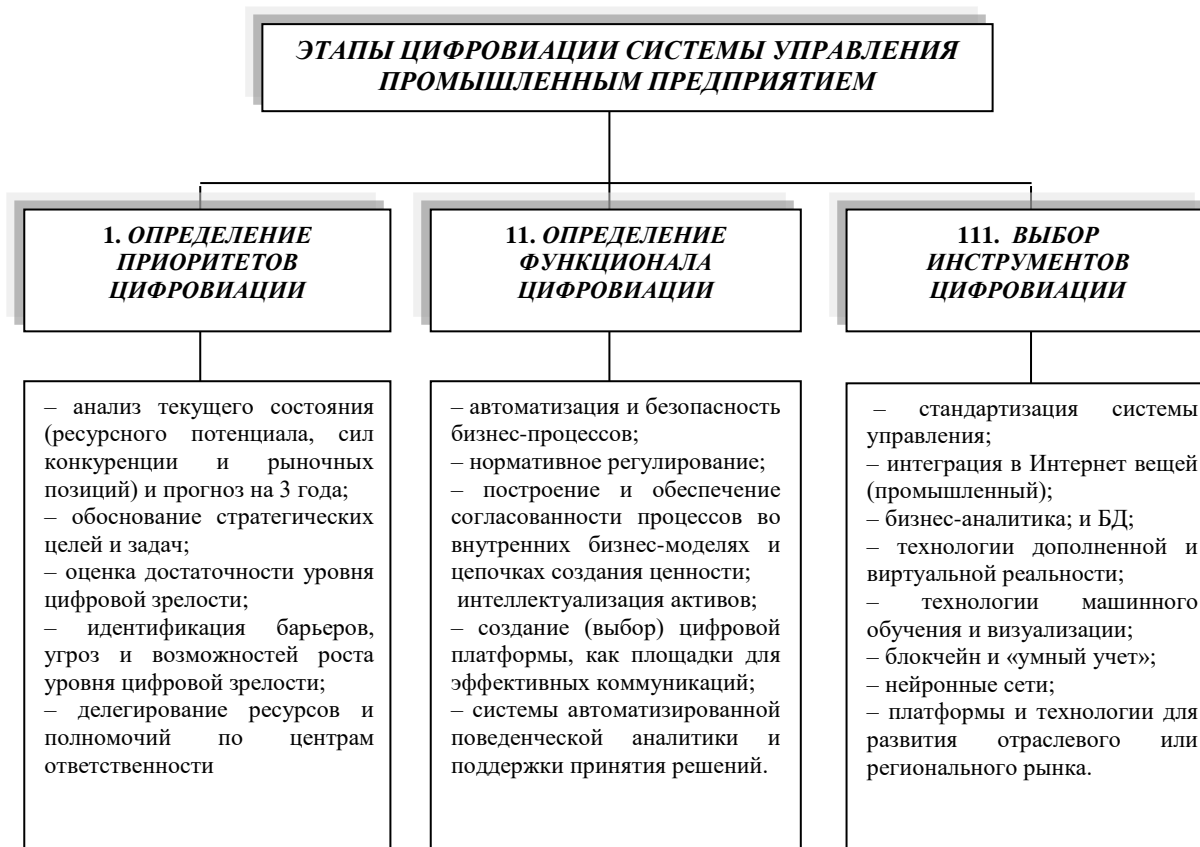 ЭТАПЫ ЦИФРОВИАЦИИ СИСТЕМЫ УПРАВЛЕНИЯ
ПРОМЫШЛЕННЫМ ПРЕДПРИЯТИЕМ
1. ОПРЕДЕЛЕНИЕ
ПРИОРИТЕТОВ
ЦИФРОВИАЦИИ
– анализ текущего состояния
(ресурсного потенциала, сил
конкуренции и рыночных
позиций) и прогноз на 3 года;
– обоснование стратегических
целей и задач;
– оценка достаточности уровня
цифровой зрелости;
– идентификация барьеров,
угроз и возможностей роста
уровня цифровой зрелости;
– делегирование ресурсов и
полномочий по центрам
ответственности
11. ОПРЕДЕЛЕНИЕ
ФУНКЦИОНАЛА
ЦИФРОВИАЦИИ
– автоматизация и безопасность
бизнес-процессов;
– нормативное регулирование;
– построение и обеспечение
согласованности процессов во
внутренних бизнес-моделях и
цепочках создания ценности;
интеллектуализация активов;
– создание (выбор) цифровой
платформы, как площадки для
эффективных коммуникаций;
– системы автоматизированной
поведенческой аналитики и
поддержки принятия решений.
111. ВЫБОР
ИНСТРУМЕНТОВ
ЦИФРОВИАЦИИ
– стандартизация системы
управления;
– интеграция в Интернет вещей
(промышленный);
– бизнес-аналитика; и БД;
– технологии дополненной и
виртуальной реальности;
– технологии машинного
обучения и визуализации;
– блокчейн и «умный учет»;
– нейронные сети;
– платформы и технологии для
развития отраслевого или
регионального рынка.